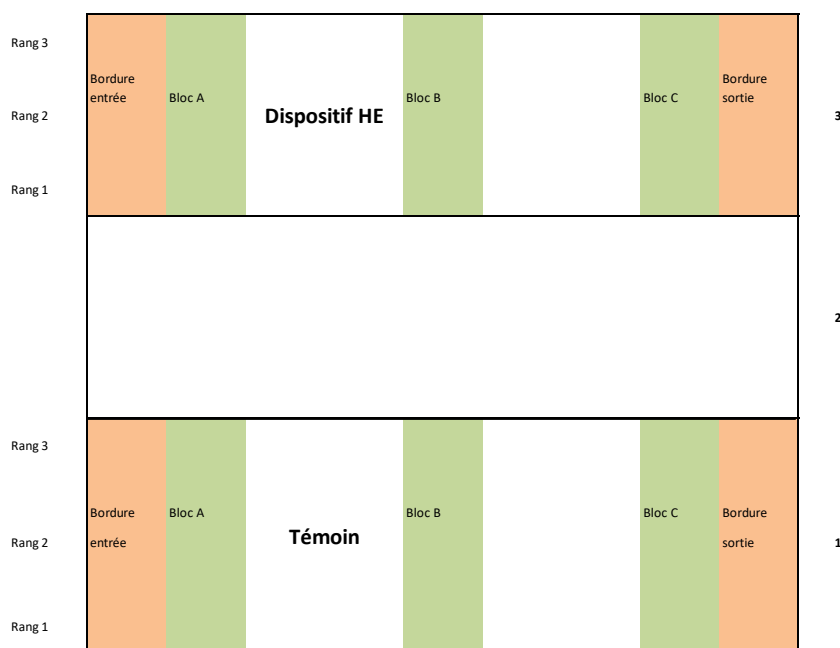 Rang 3
Bordure
entrée
Bloc A
Bloc B
Bloc C
Bordure
sortie
Rang 2
Dispositif HE
3
Rang 1
2
Rang 3
Bordure
entrée
Bloc A
Bloc B
Bloc C
Bordure
sortie
Rang 2
Témoin
1
Rang 1